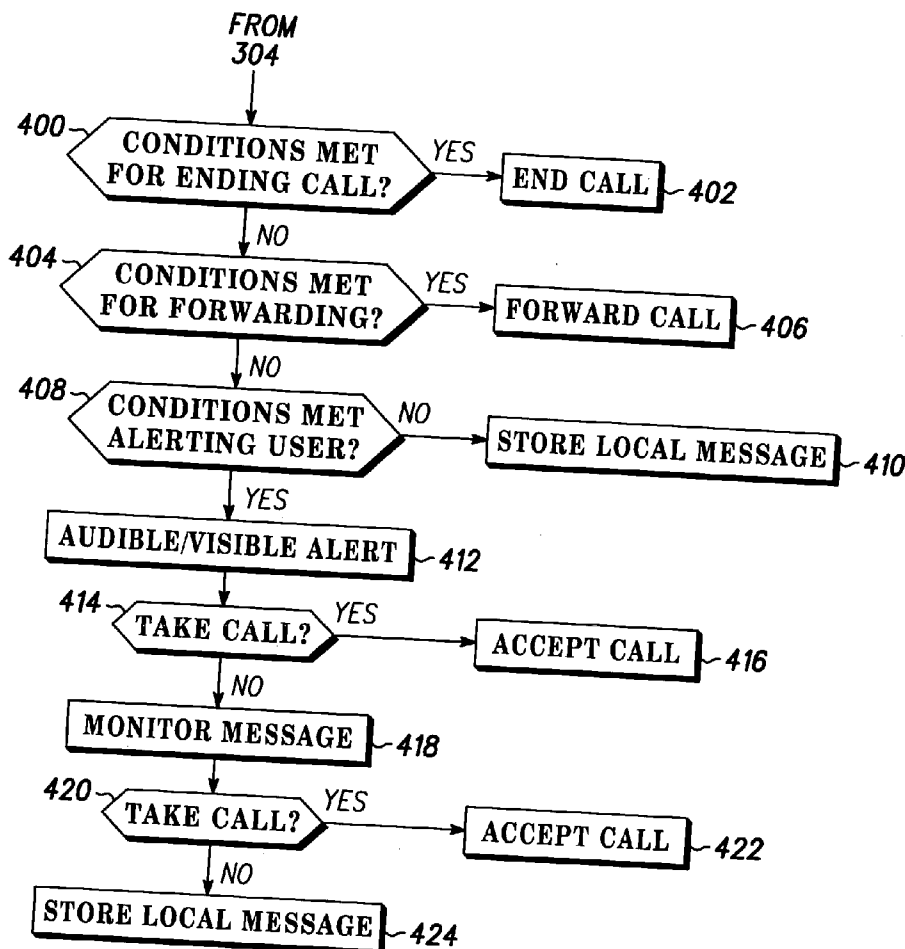 FROM
304
400
CONDITIONS MET
FOR ENDING CALL?
YES
END CALL
402
NO
404
CONDITIONS MET
FOR FORWARDING?
YES
FORWARD CALL
406
NO
408
CONDITIONS MET
ALERTING USER?
NO
STORE LOCAL MESSAGE
410
YES
AUDIBLE/VISIBLE ALERT
412
414
TAKE CALL?
YES
ACCEPT CALL
416
NO
MONITOR MESSAGE
418
420
TAKE CALL?
YES
ACCEPT CALL
422
NO
STORE LOCAL MESSAGE
424